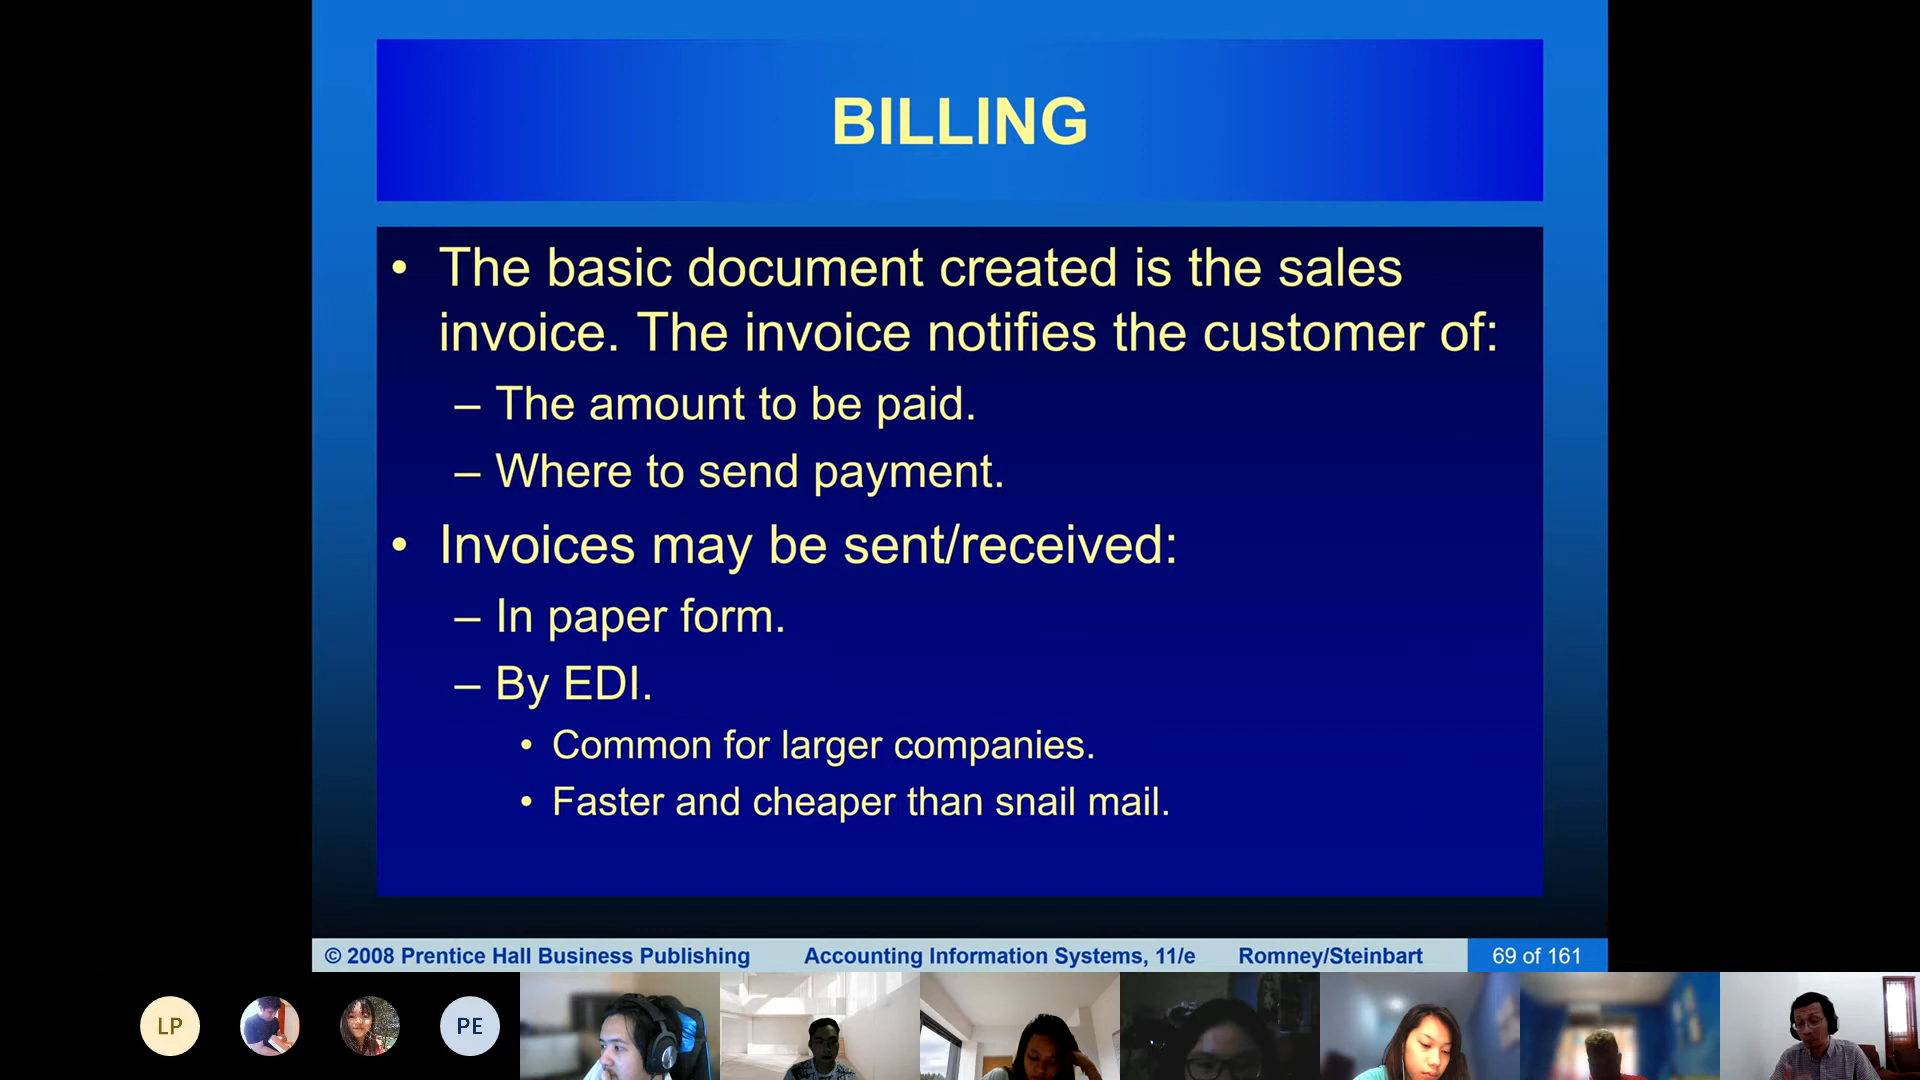 BILLING
• The basic document created is the sales
invoice. The invoice notifies the customer of:
– The amount to be paid.
– Where to send payment.
• Invoices may be sent/received:
– In paper form.
– By EDI.
• Common for larger companies.
• Faster and cheaper than snail mail.
© 2008 Prentice Hall Business Publishing Accounting Information Systems, 11/e Romney/Steinbart 69 of 161
LP PE